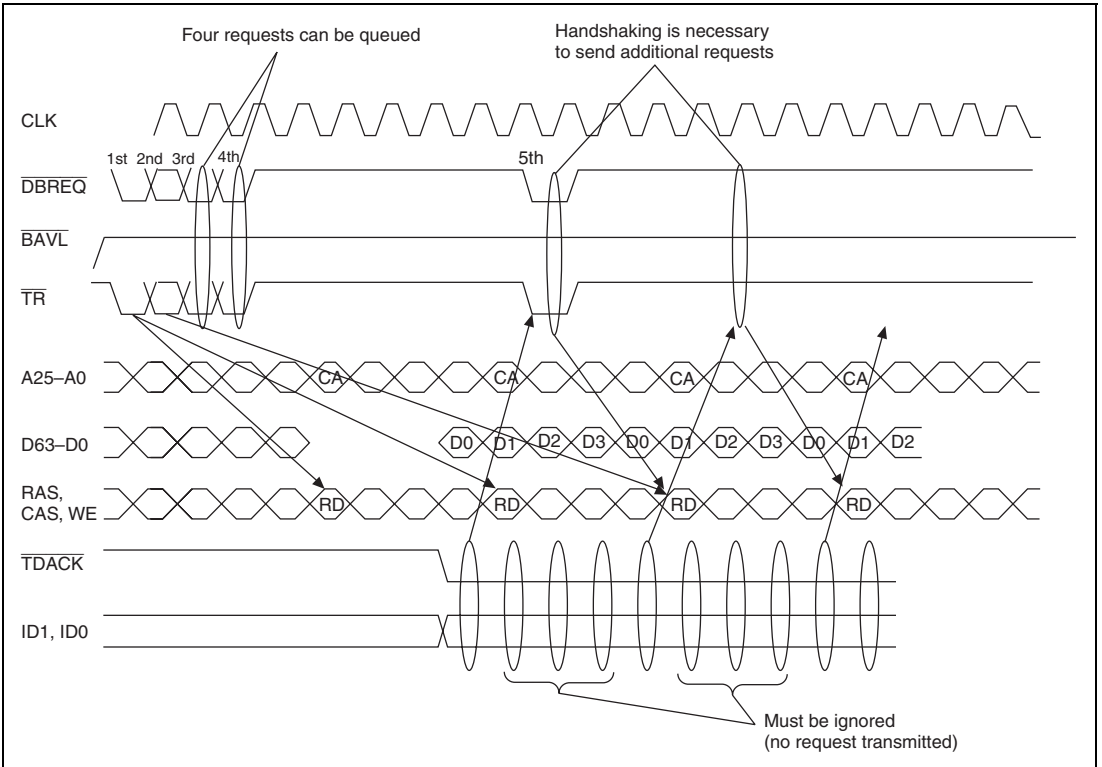 Four requests can be queued
Handshaking is necessary
to send additional requests
CLK
1st 2nd 3rd 4th 5th
DBREQ
BAVL
TR
A25–A0 CA CA CA CA
D63–D0 D0 D1 D2 D3 D0 D1 D2 D3 D0 D1 D2
RAS,
CAS, WE RD RD RD RD
TDACK
ID1, ID0
Must be ignored
(no request transmitted)